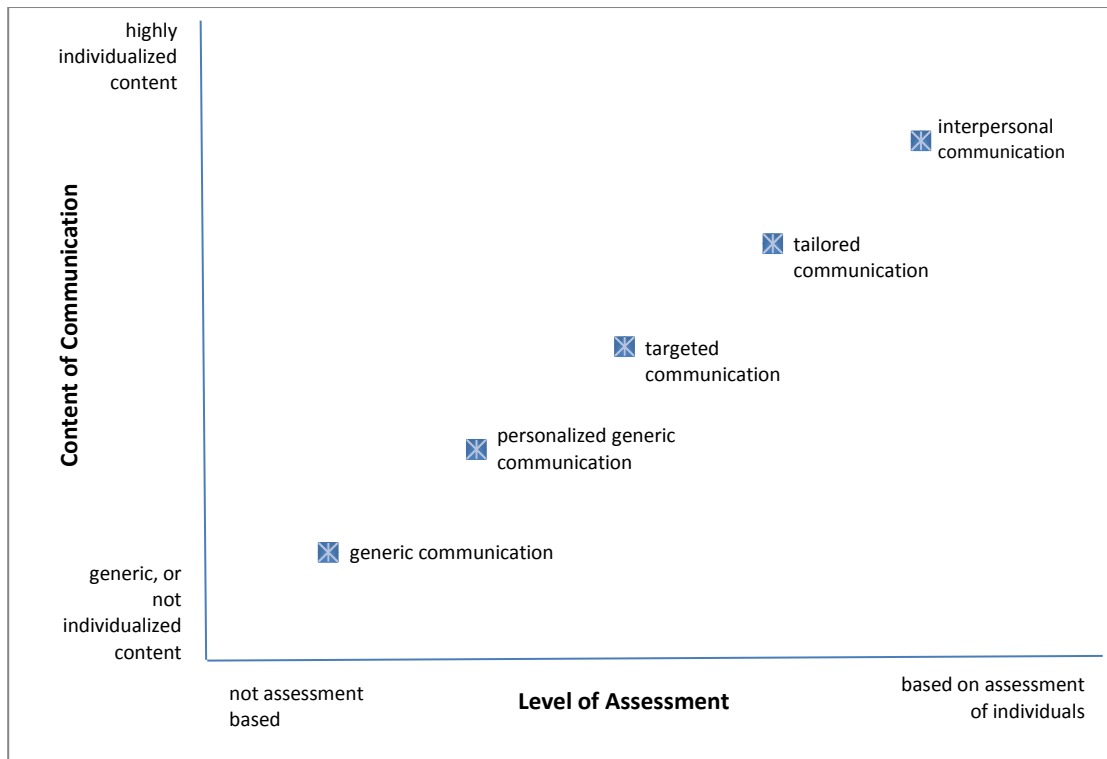 highly
individualized
content
interpersonal
communication
tailored
communication
Content of Communication
targeted
communication
personalized generic
communication
generic communication
generic, or
not
individualized
content
not assessment
based
Level of Assessment
based on assessment
of individuals